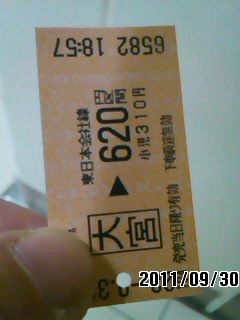 東日本会社線
大宮 ▶ 620円区間
小児310円
発売当日限り有効
下車前途無効
6582 18:57
2011/09/30